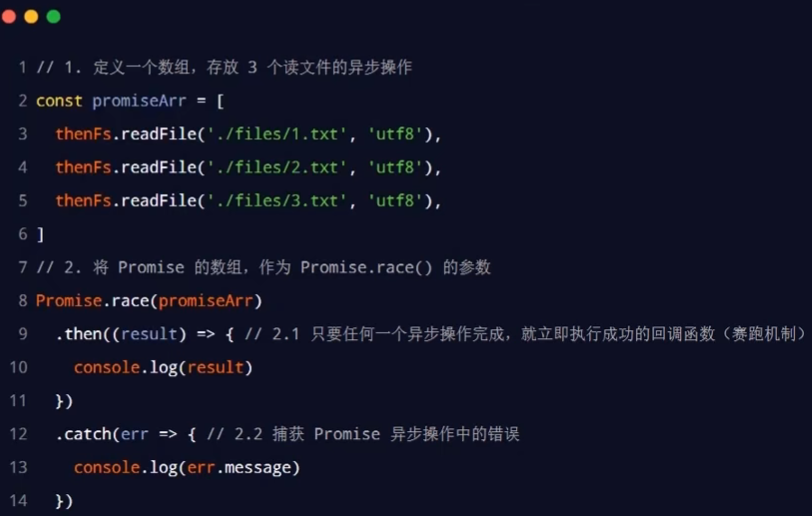 1 // 1. 定义一个数组，存放 3 个读文件的异步操作
2 const promiseArr = [
3   thenFs.readFile('./files/1.txt', 'utf8'),
4   thenFs.readFile('./files/2.txt', 'utf8'),
5   thenFs.readFile('./files/3.txt', 'utf8'),
6 ]
7 // 2. 将 Promise 的数组，作为 Promise.race() 的参数
8 Promise.race(promiseArr)
9   .then((result) => { // 2.1 只要任何一个异步操作完成，就立即执行成功的回调函数（赛跑机制）
10     console.log(result)
11   })
12   .catch(err => { // 2.2 捕获 Promise 异步操作中的错误
13     console.log(err.message)
14   })